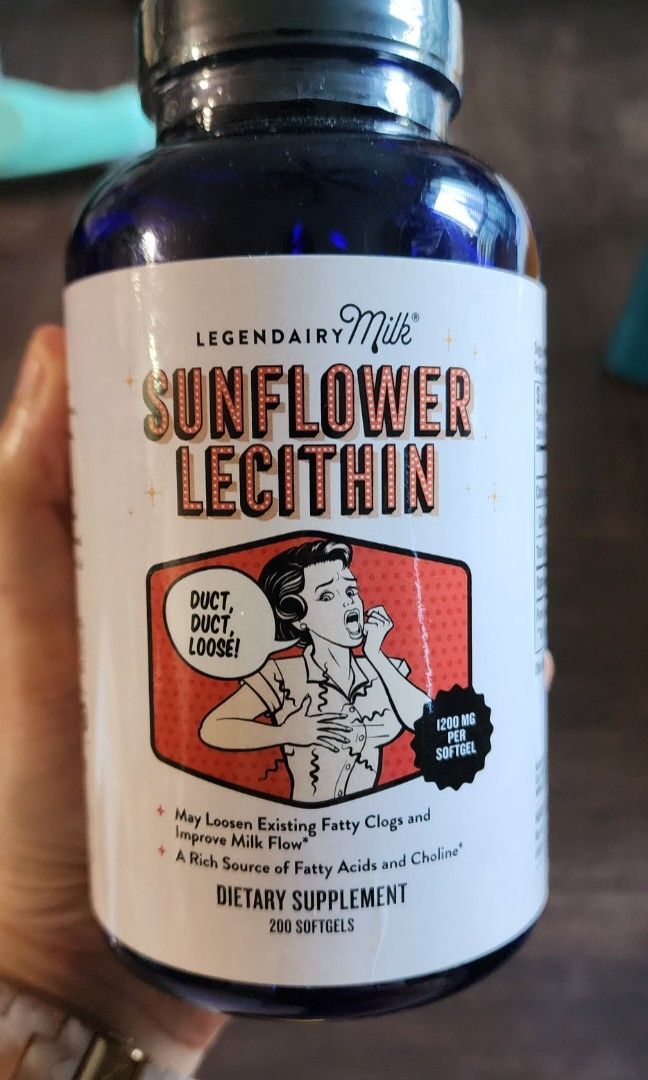 LEGENDAIRY Milk®
SUNFLOWER
LECITHIN
DUCT,
DUCT,
LOOSE!
1200 MG
PER
SOFTGEL
May Loosen Existing Fatty Clogs and
Improve Milk Flow*
A Rich Source of Fatty Acids and Choline*
DIETARY SUPPLEMENT
200 SOFTGELS